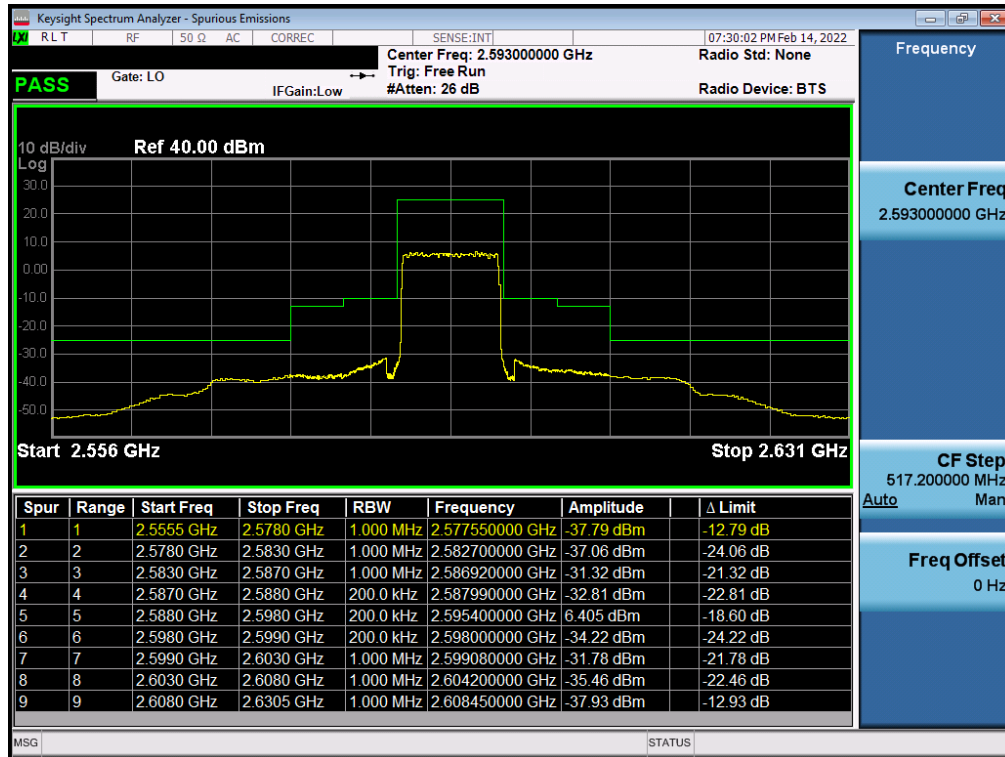 Keysight Spectrum Analyzer - Spurious Emissions
LXI RLT RF 50 Ω AC CORREC SENSE:INT 07:30:02 PM Feb 14, 2022
Center Freq: 2.593000000 GHz Radio Std: None
PASS Gate: LO Trig: Free Run
IFGain:Low #Atten: 26 dB Radio Device: BTS
10 dB/div Ref 40.00 dBm
Log
30.0
20.0
10.0
0.00
-10.0
-20.0
-30.0
-40.0
-50.0
Start 2.556 GHz Stop 2.631 GHz
Spur Range Start Freq Stop Freq RBW Frequency Amplitude Δ Limit
1 1 2.5555 GHz 2.5780 GHz 1.000 MHz 2.577550000 GHz -37.79 dBm -12.79 dB
2 2 2.5780 GHz 2.5830 GHz 1.000 MHz 2.582700000 GHz -37.06 dBm -24.06 dB
3 3 2.5830 GHz 2.5870 GHz 1.000 MHz 2.586920000 GHz -31.32 dBm -21.32 dB
4 4 2.5870 GHz 2.5880 GHz 200.0 kHz 2.587990000 GHz -32.81 dBm -22.81 dB
5 5 2.5880 GHz 2.5980 GHz 200.0 kHz 2.595400000 GHz 6.405 dBm -18.60 dB
6 6 2.5980 GHz 2.5990 GHz 200.0 kHz 2.598000000 GHz -34.22 dBm -24.22 dB
7 7 2.5990 GHz 2.6030 GHz 1.000 MHz 2.599080000 GHz -31.78 dBm -21.78 dB
8 8 2.6030 GHz 2.6080 GHz 1.000 MHz 2.604200000 GHz -35.46 dBm -22.46 dB
9 9 2.6080 GHz 2.6305 GHz 1.000 MHz 2.608450000 GHz -37.93 dBm -12.93 dB
MSG STATUS
Frequency
Center Freq
2.593000000 GHz
CF Step
517.200000 MHz
Auto Man
Freq Offset
0 Hz